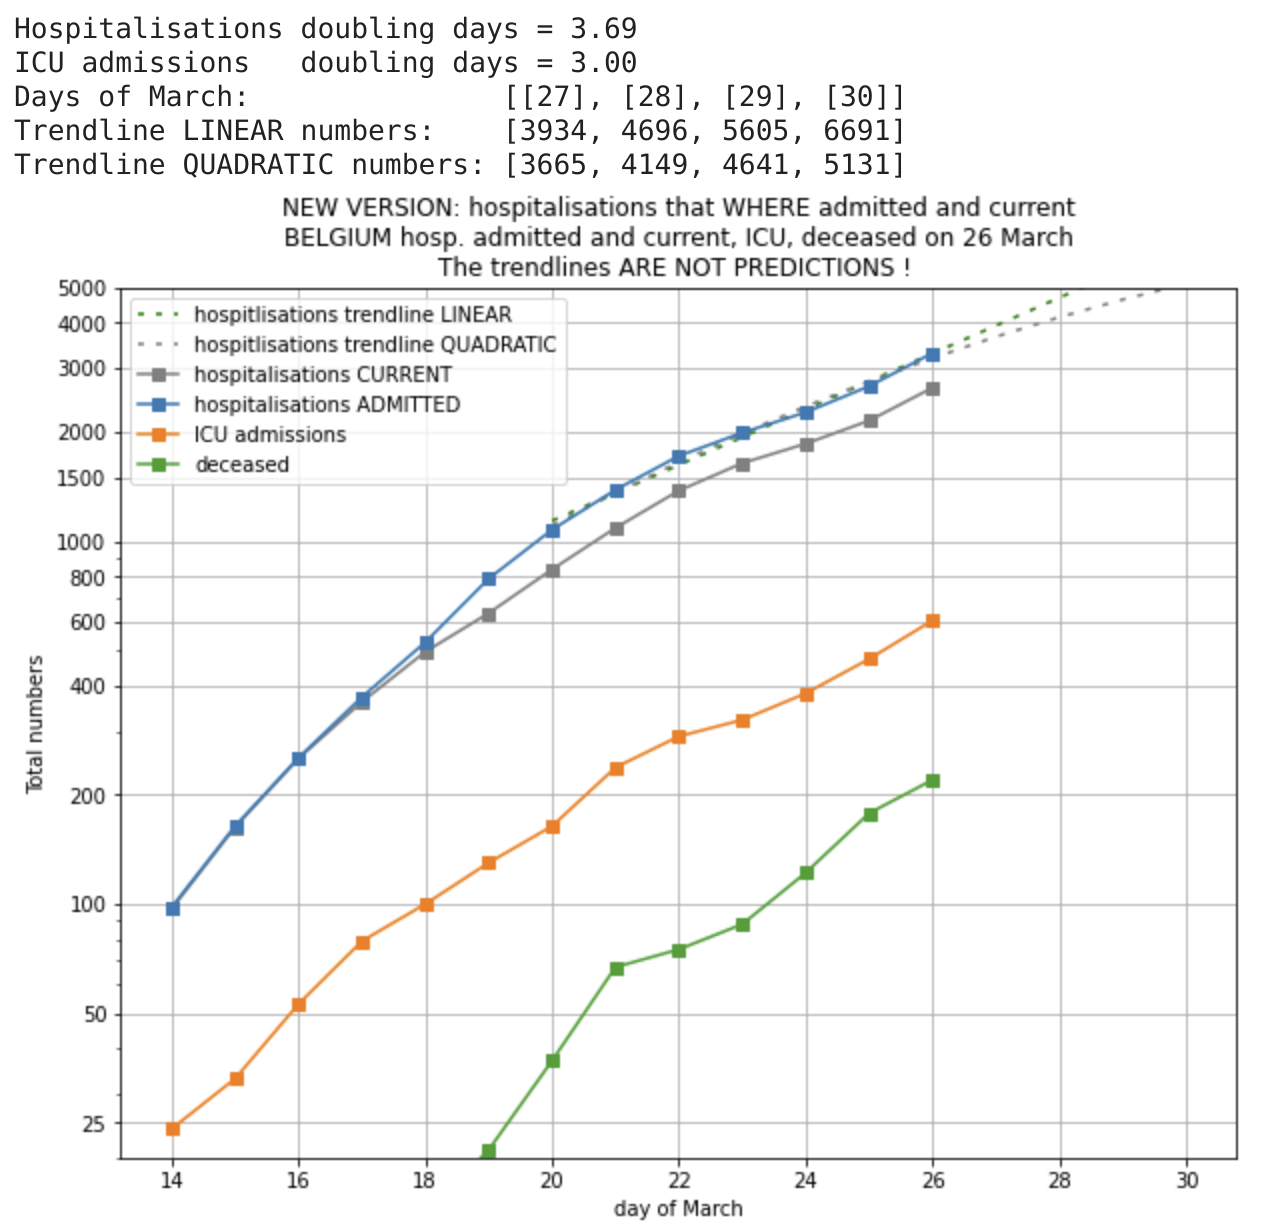 Hospitalisations doubling days = 3.69
ICU admissions   doubling days = 3.00
Days of March:               [[27], [28], [29], [30]]
Trendline LINEAR numbers:    [3934, 4696, 5605, 6691]
Trendline QUADRATIC numbers: [3665, 4149, 4641, 5131]
NEW VERSION: hospitalisations that WHERE admitted and current
BELGIUM hosp. admitted and current, ICU, deceased on 26 March
The trendlines ARE NOT PREDICTIONS !
hospitlisations trendline LINEAR
hospitlisations trendline QUADRATIC
hospitalisations CURRENT
hospitalisations ADMITTED
ICU admissions
deceased
5000
4000
3000
2000
1500
1000
800
600
400
200
100
50
25
Total numbers
14 16 18 20 22 24 26 28 30
day of March